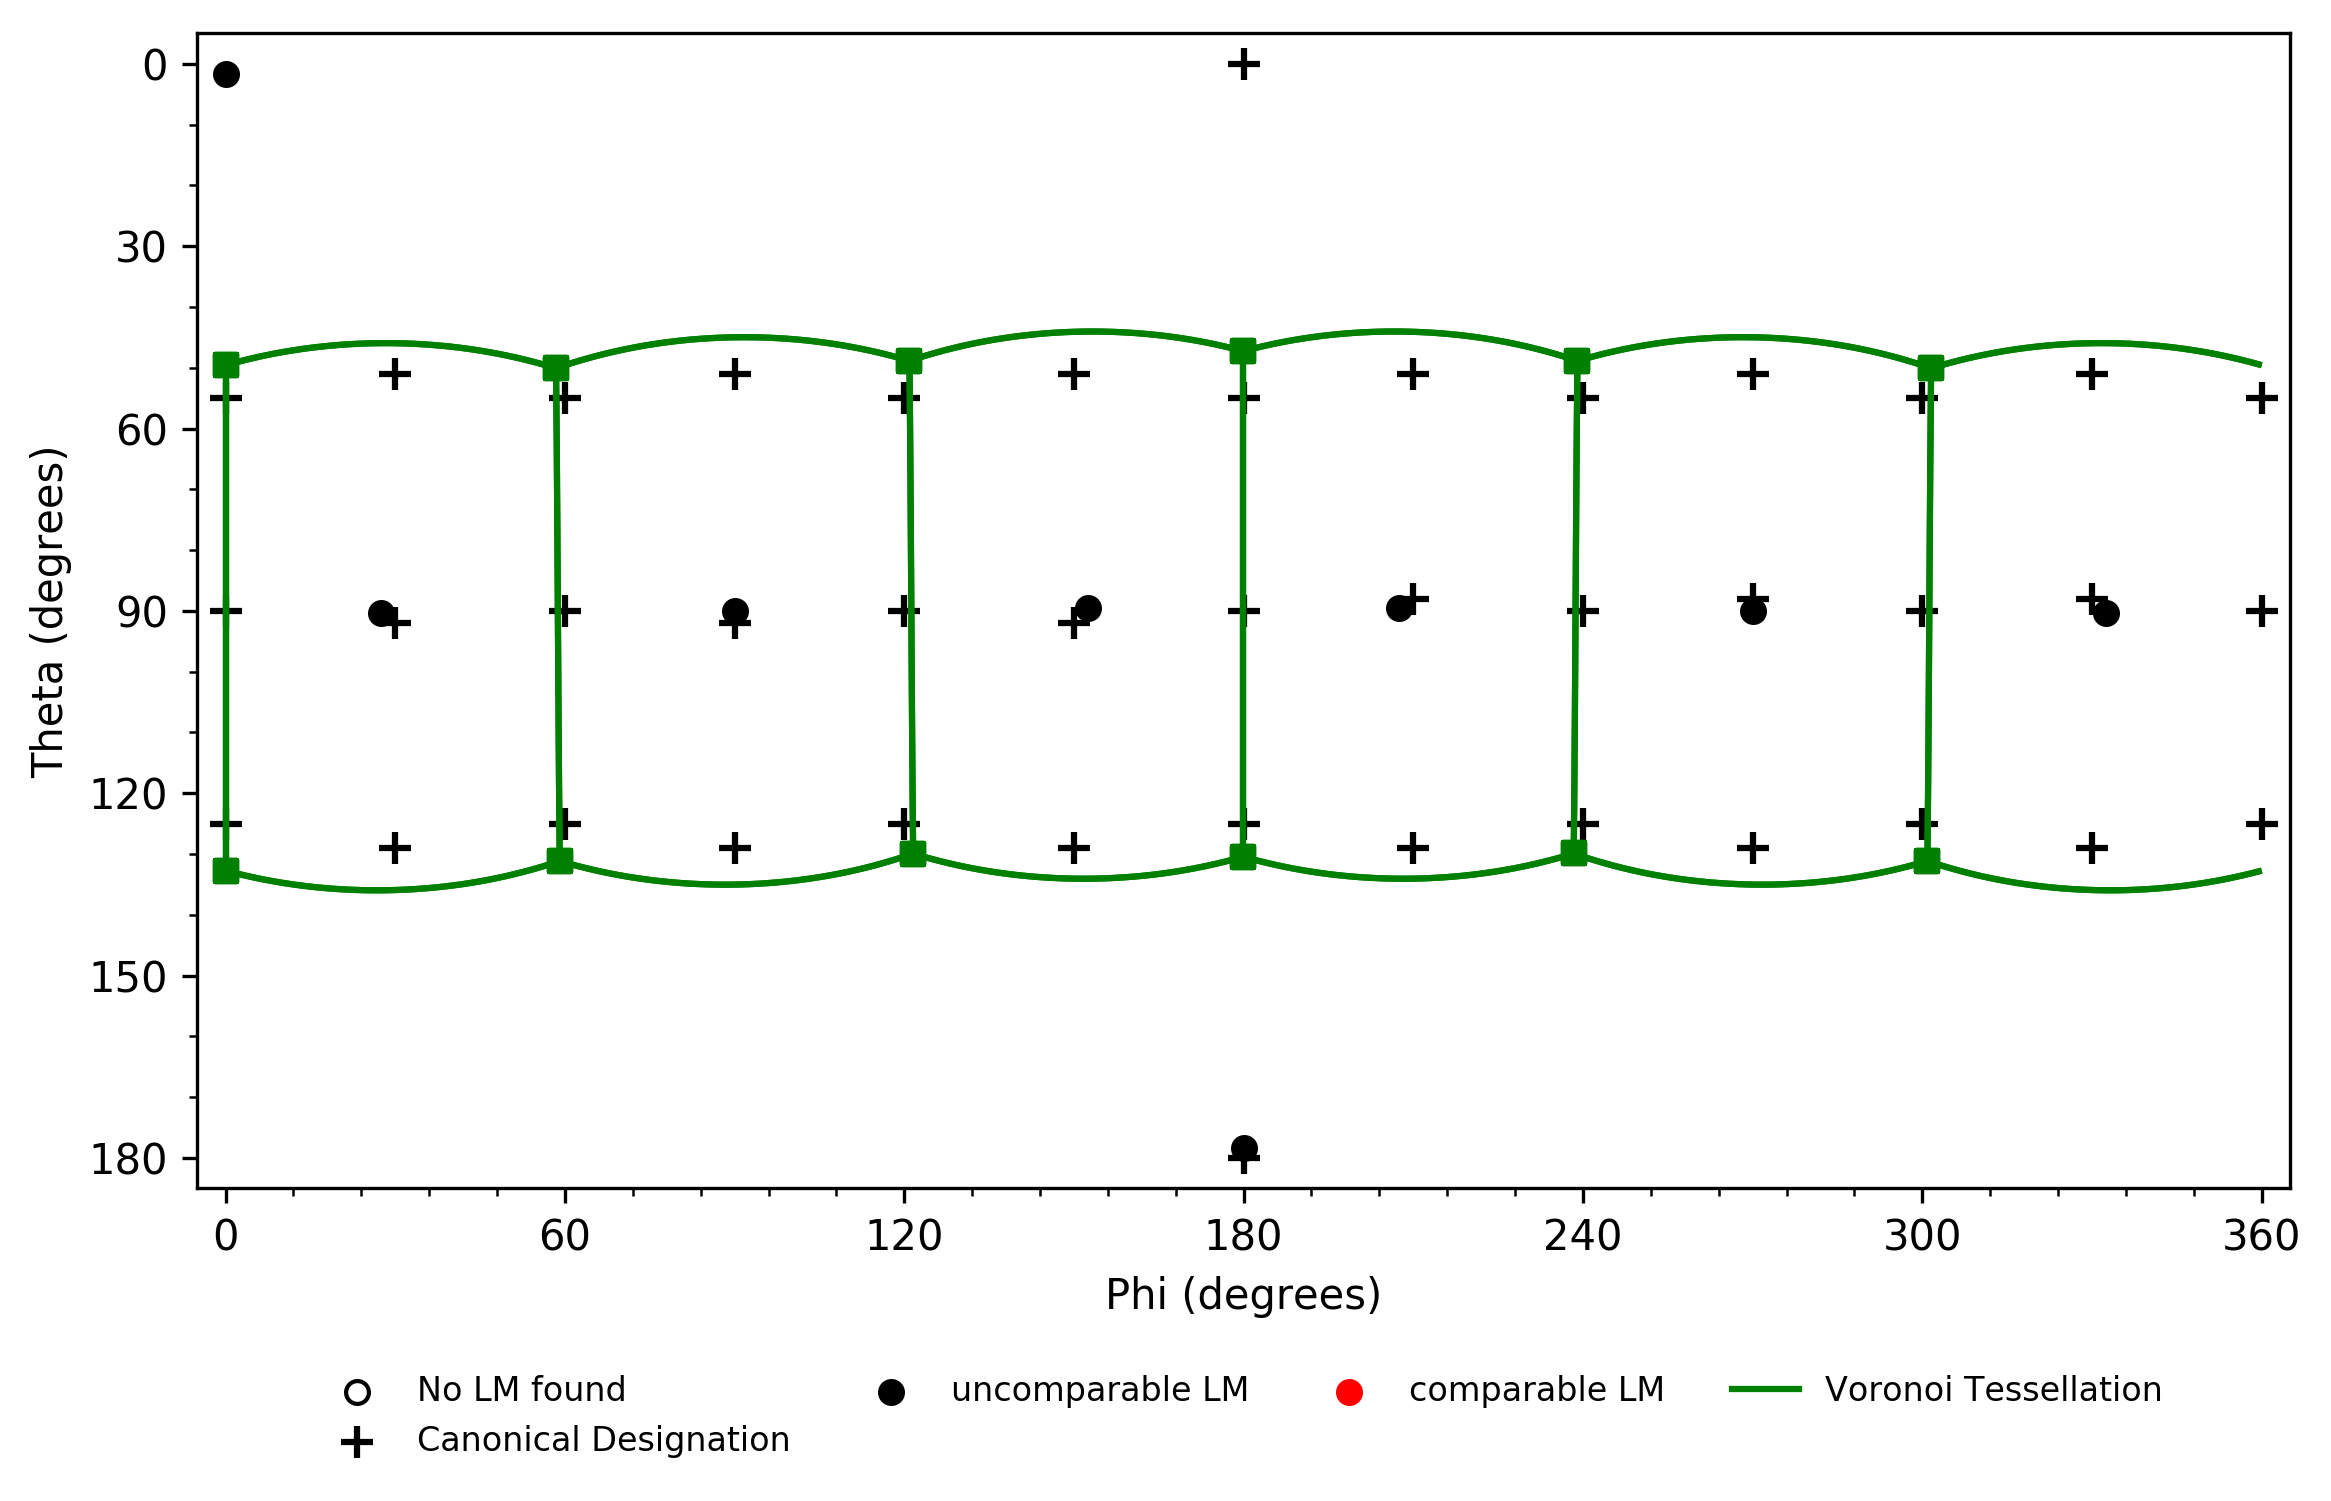 0
30
60
90
120
150
180
Theta (degrees)
0 60 120 180 240 300 360
Phi (degrees)
No LM found uncomparable LM comparable LM Voronoi Tessellation
Canonical Designation